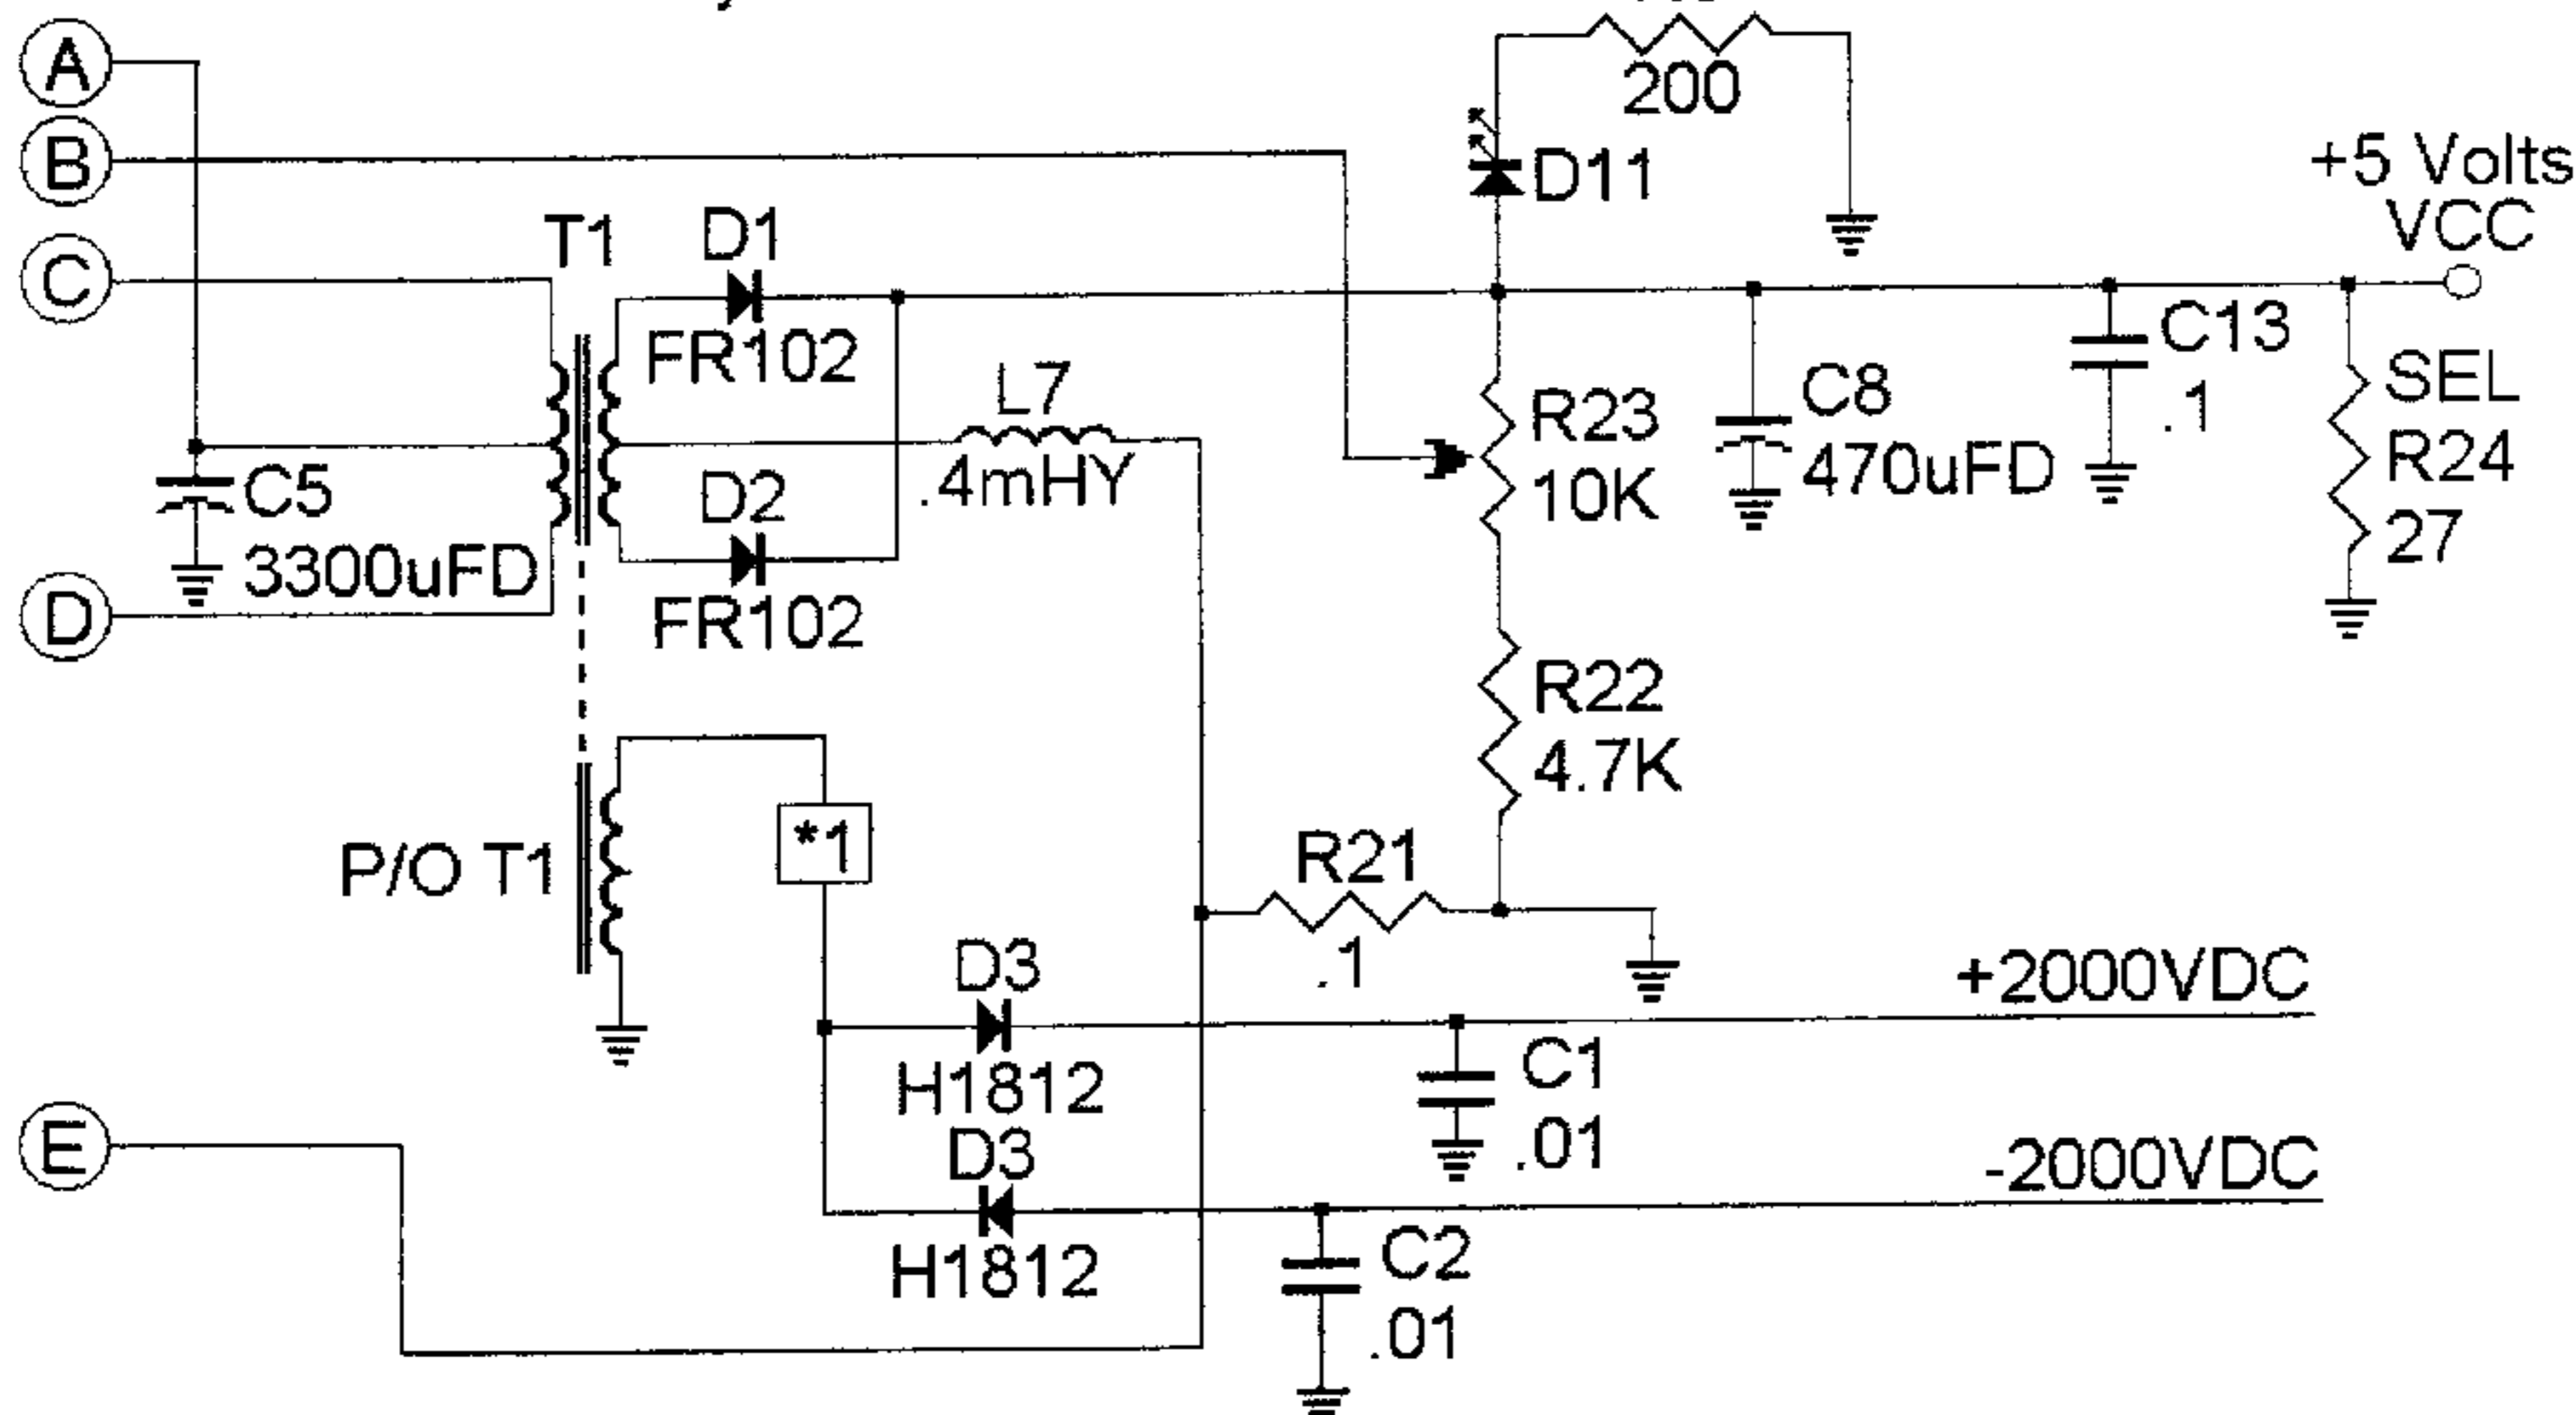 A
B
C
D
E
T1
D1
FR102
D2
FR102
C5
3300uFD
L7
.4mHY
200
D11
+5 Volts
VCC
R23
10K
C8
470uFD
C13
.1
SEL
R24
27
R22
4.7K
R21
.1
P/O T1
*1
D3
H1812
D3
H1812
C1
.01
C2
.01
+2000VDC
-2000VDC